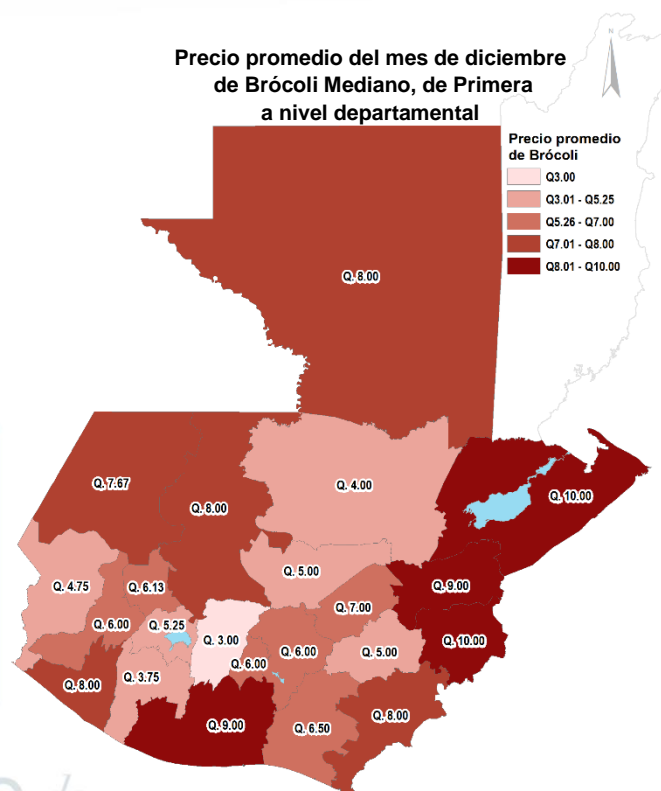 Precio promedio del mes de diciembre
de Brócoli Mediano, de Primera
a nivel departamental
N
Precio promedio
de Brócoli
Q3.00
Q3.01 - Q5.25
Q5.26 - Q7.00
Q7.01 - Q8.00
Q8.01 - Q10.00
Q. 8.00
Q. 7.67
Q. 8.00
Q. 4.00
Q. 10.00
Q. 4.75
Q. 6.13
Q. 5.00
Q. 9.00
Q. 7.00
Q. 6.00
Q. 5.25
Q. 3.00
Q. 6.00
Q. 6.00
Q. 5.00
Q. 10.00
Q. 8.00
Q. 3.75
Q. 9.00
Q. 6.50
Q. 8.00